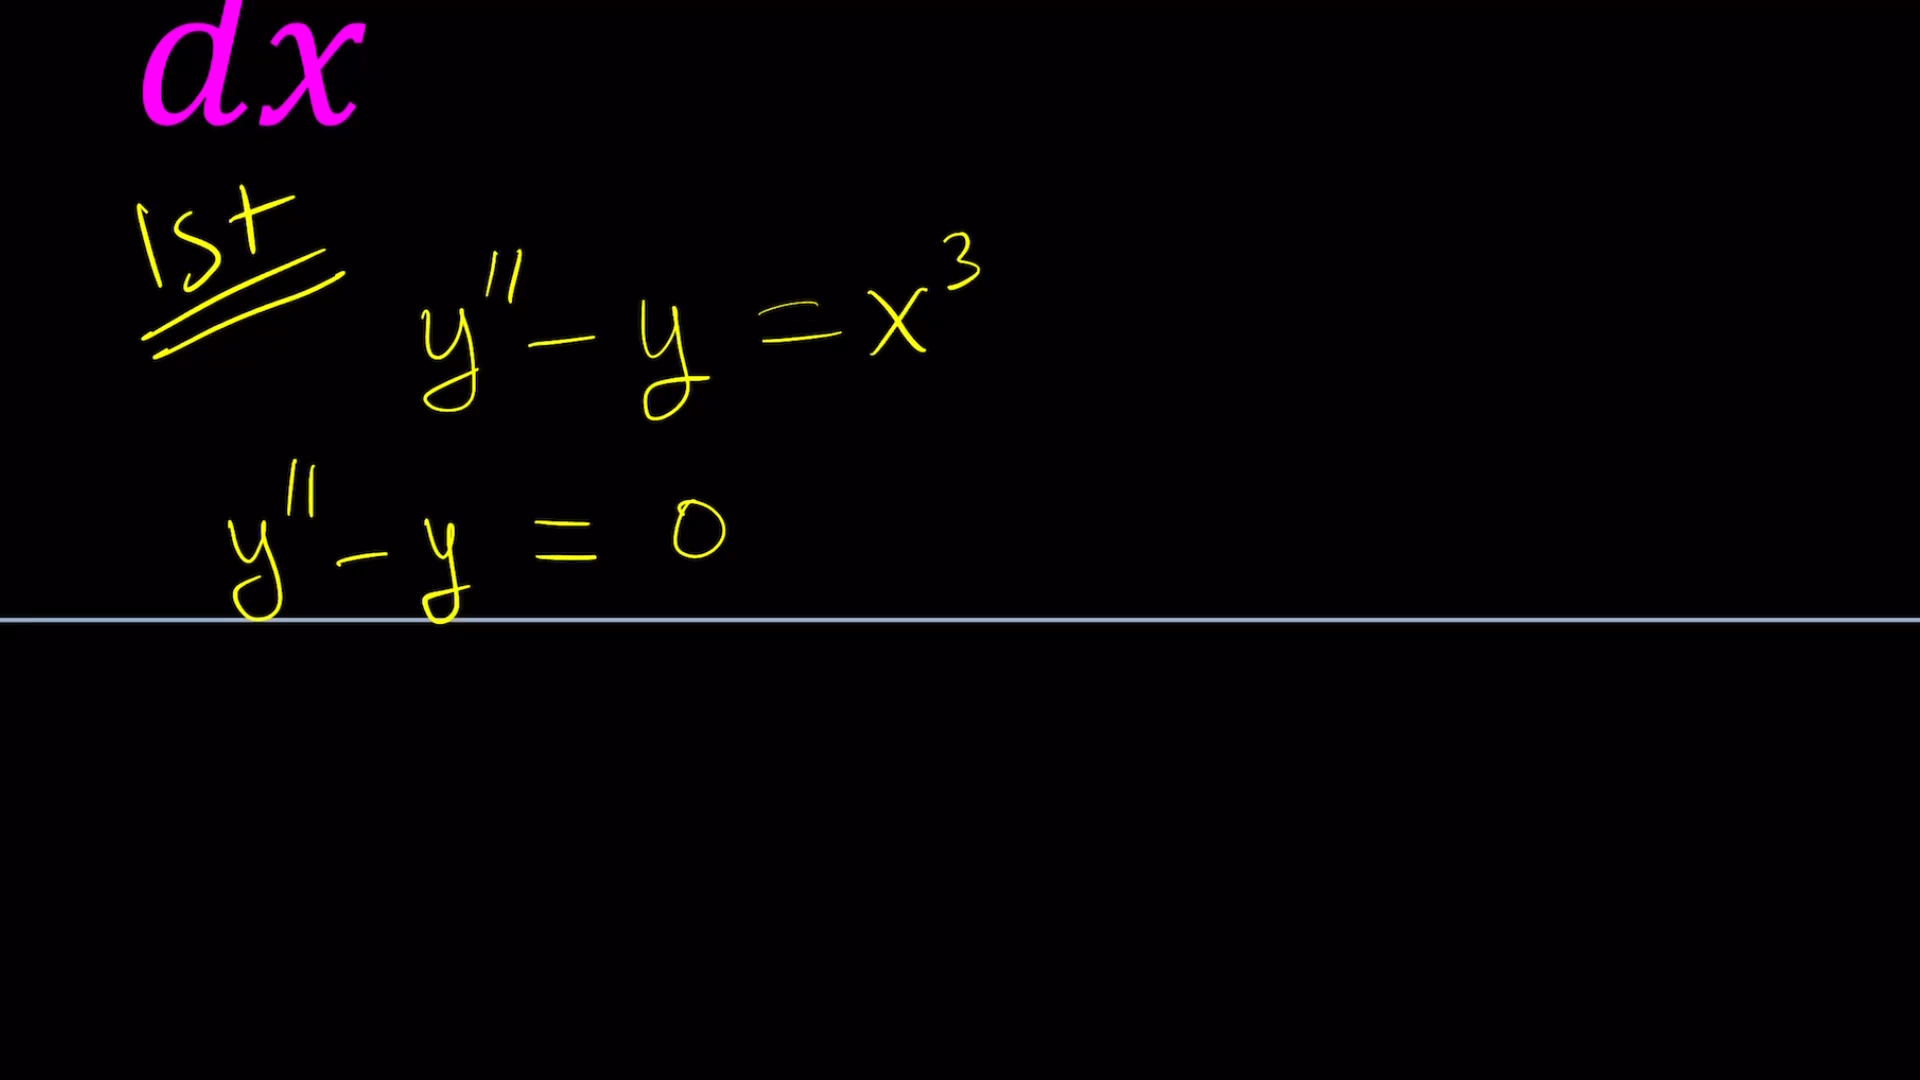 dx
1st
y'' - y = x³
y'' - y = 0